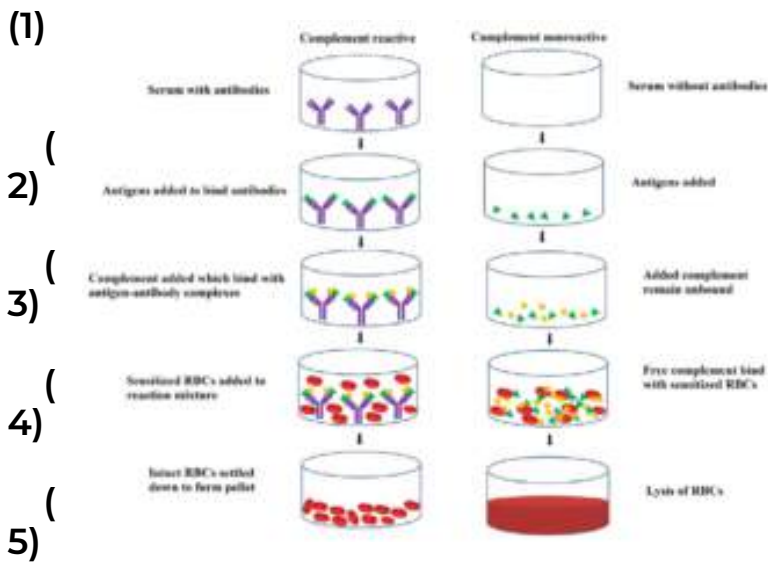 (1)
Complement reactive
Complement nonreactive
Serum with antibodies
Serum without antibodies
(
2)
Antigens added to bind antibodies
Antigens added
(
3)
Complement added which bind with
antigen-antibody complexes
Added complement
remain unbound
(
4)
Sensitized RBCs added to
reaction mixture
Free complement bind
with sensitized RBCs
(
5)
Intact RBCs settled
down to form pellet
Lysis of RBCs